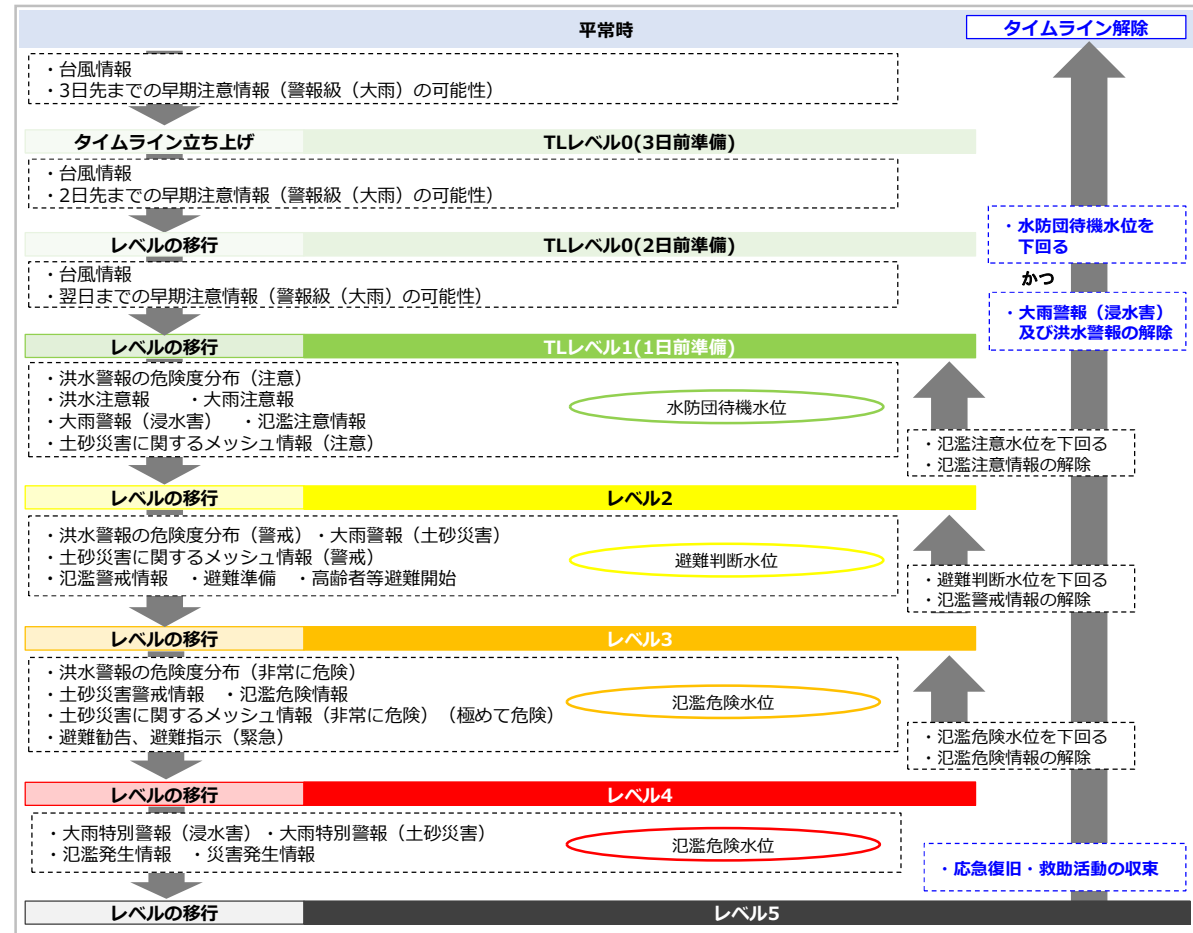 平常時
タイムライン解除
・台風情報
・3日先までの早期注意情報（警報級（大雨）の可能性）
タイムライン立ち上げ
TLレベル0(3日前準備)
・台風情報
・2日先までの早期注意情報（警報級（大雨）の可能性）
レベルの移行
TLレベル0(2日前準備)
・台風情報
・翌日までの早期注意情報（警報級（大雨）の可能性）
・水防団待機水位を
下回る
かつ
・大雨警報（浸水害）
及び洪水警報の解除
レベルの移行
TLレベル1(1日前準備)
・洪水警報の危険度分布（注意）
・洪水注意報　・大雨注意報
・大雨警報（浸水害）　・氾濫注意情報
・土砂災害に関するメッシュ情報（注意）
水防団待機水位
・氾濫注意水位を下回る
・氾濫注意情報の解除
レベルの移行
レベル2
・洪水警報の危険度分布（警戒）・大雨警報（土砂災害）
・土砂災害に関するメッシュ情報（警戒）
・氾濫警戒情報　・避難準備　・高齢者等避難開始
避難判断水位
・避難判断水位を下回る
・氾濫警戒情報の解除
レベルの移行
レベル3
・洪水警報の危険度分布（非常に危険）
・土砂災害警戒情報　・氾濫危険情報
・土砂災害に関するメッシュ情報（非常に危険）（極めて危険）
・避難勧告、避難指示（緊急）
氾濫危険水位
・氾濫危険水位を下回る
・氾濫危険情報の解除
レベルの移行
レベル4
・大雨特別警報（浸水害）・大雨特別警報（土砂災害）
・氾濫発生情報　・災害発生情報
氾濫危険水位
・応急復旧・救助活動の収束
レベルの移行
レベル5